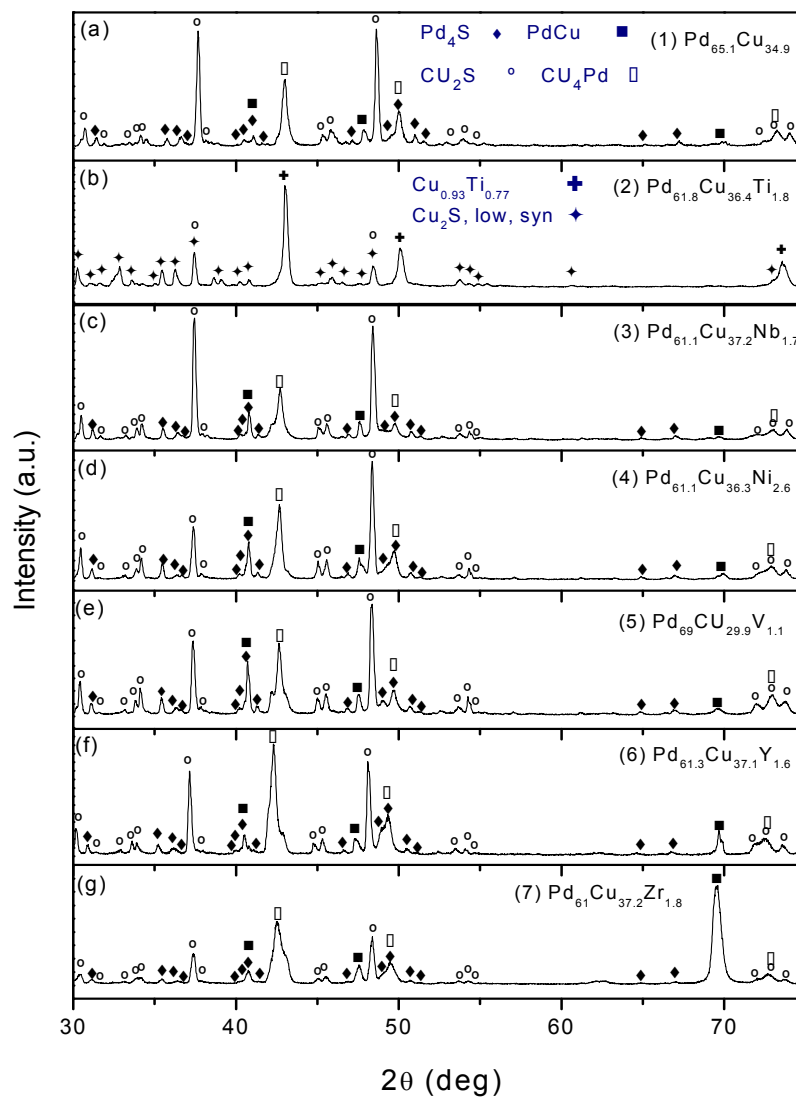 (a) Pd₄S ♦ PdCu ■ (1) Pd₆₅.₁Cu₃₄.₉
CU₂S o CU₄Pd ▯
(b) Cu₀.₉₃Ti₀.₇₇ ✚ (2) Pd₆₁.₈Cu₃₆.₄Ti₁.₈
Cu₂S, low, syn ✦
(c) (3) Pd₆₁.₁Cu₃₇.₂Nb₁.₇
(d) (4) Pd₆₁.₁Cu₃₆.₃Ni₂.₆
(e) (5) Pd₆₉CU₂₉.₉V₁.₁
(f) (6) Pd₆₁.₃Cu₃₇.₁Y₁.₆
(g) (7) Pd₆₁Cu₃₇.₂Zr₁.₈
Intensity (a.u.)
30 40 50 60 70
2θ (deg)